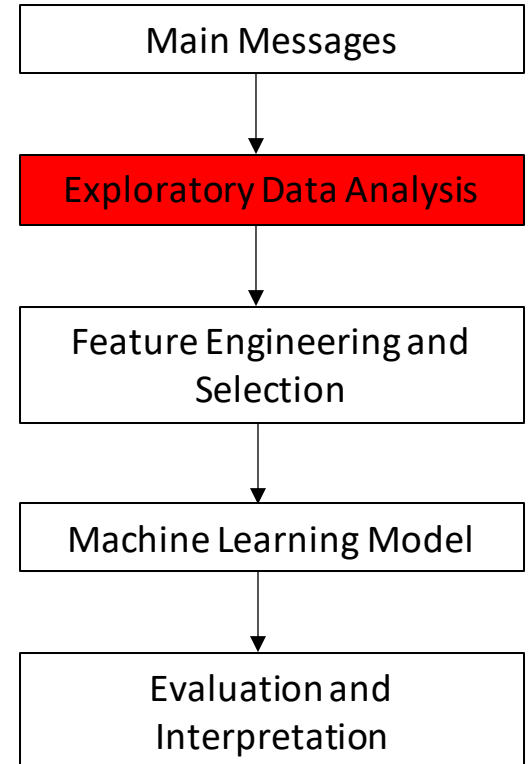 Main Messages
Exploratory Data Analysis
Feature Engineering and
Selection
Machine Learning Model
Evaluation and
Interpretation